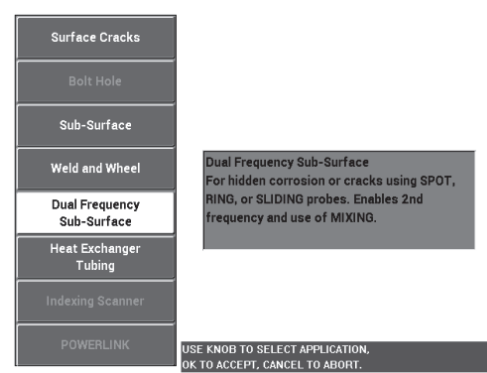 Surface Cracks
Bolt Hole
Sub-Surface
Weld and Wheel
Dual Frequency
Sub-Surface
Heat Exchanger
Tubing
Indexing Scanner
POWERLINK
Dual Frequency Sub-Surface
For hidden corrosion or cracks using SPOT,
RING, or SLIDING probes. Enables 2nd
frequency and use of MIXING.
USE KNOB TO SELECT APPLICATION,
OK TO ACCEPT, CANCEL TO ABORT.